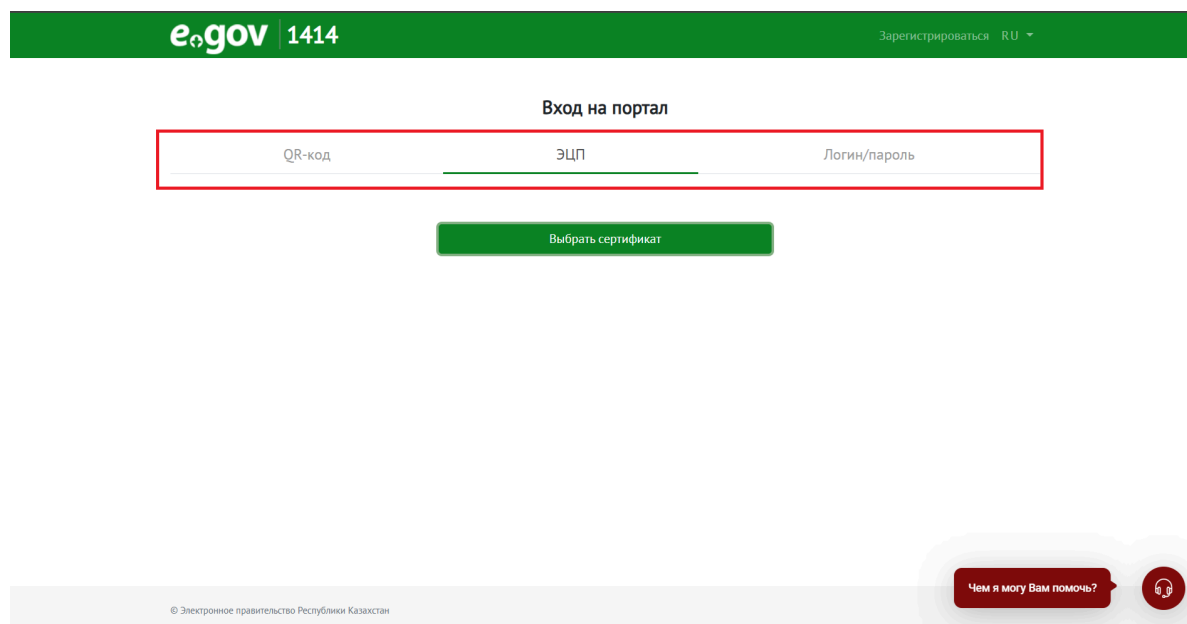 egov 1414
Зарегистрироваться RU
Вход на портал
QR-код ЭЦП Логин/пароль
Выбрать сертификат
Чем я могу Вам помочь?
© Электронное правительство Республики Казахстан